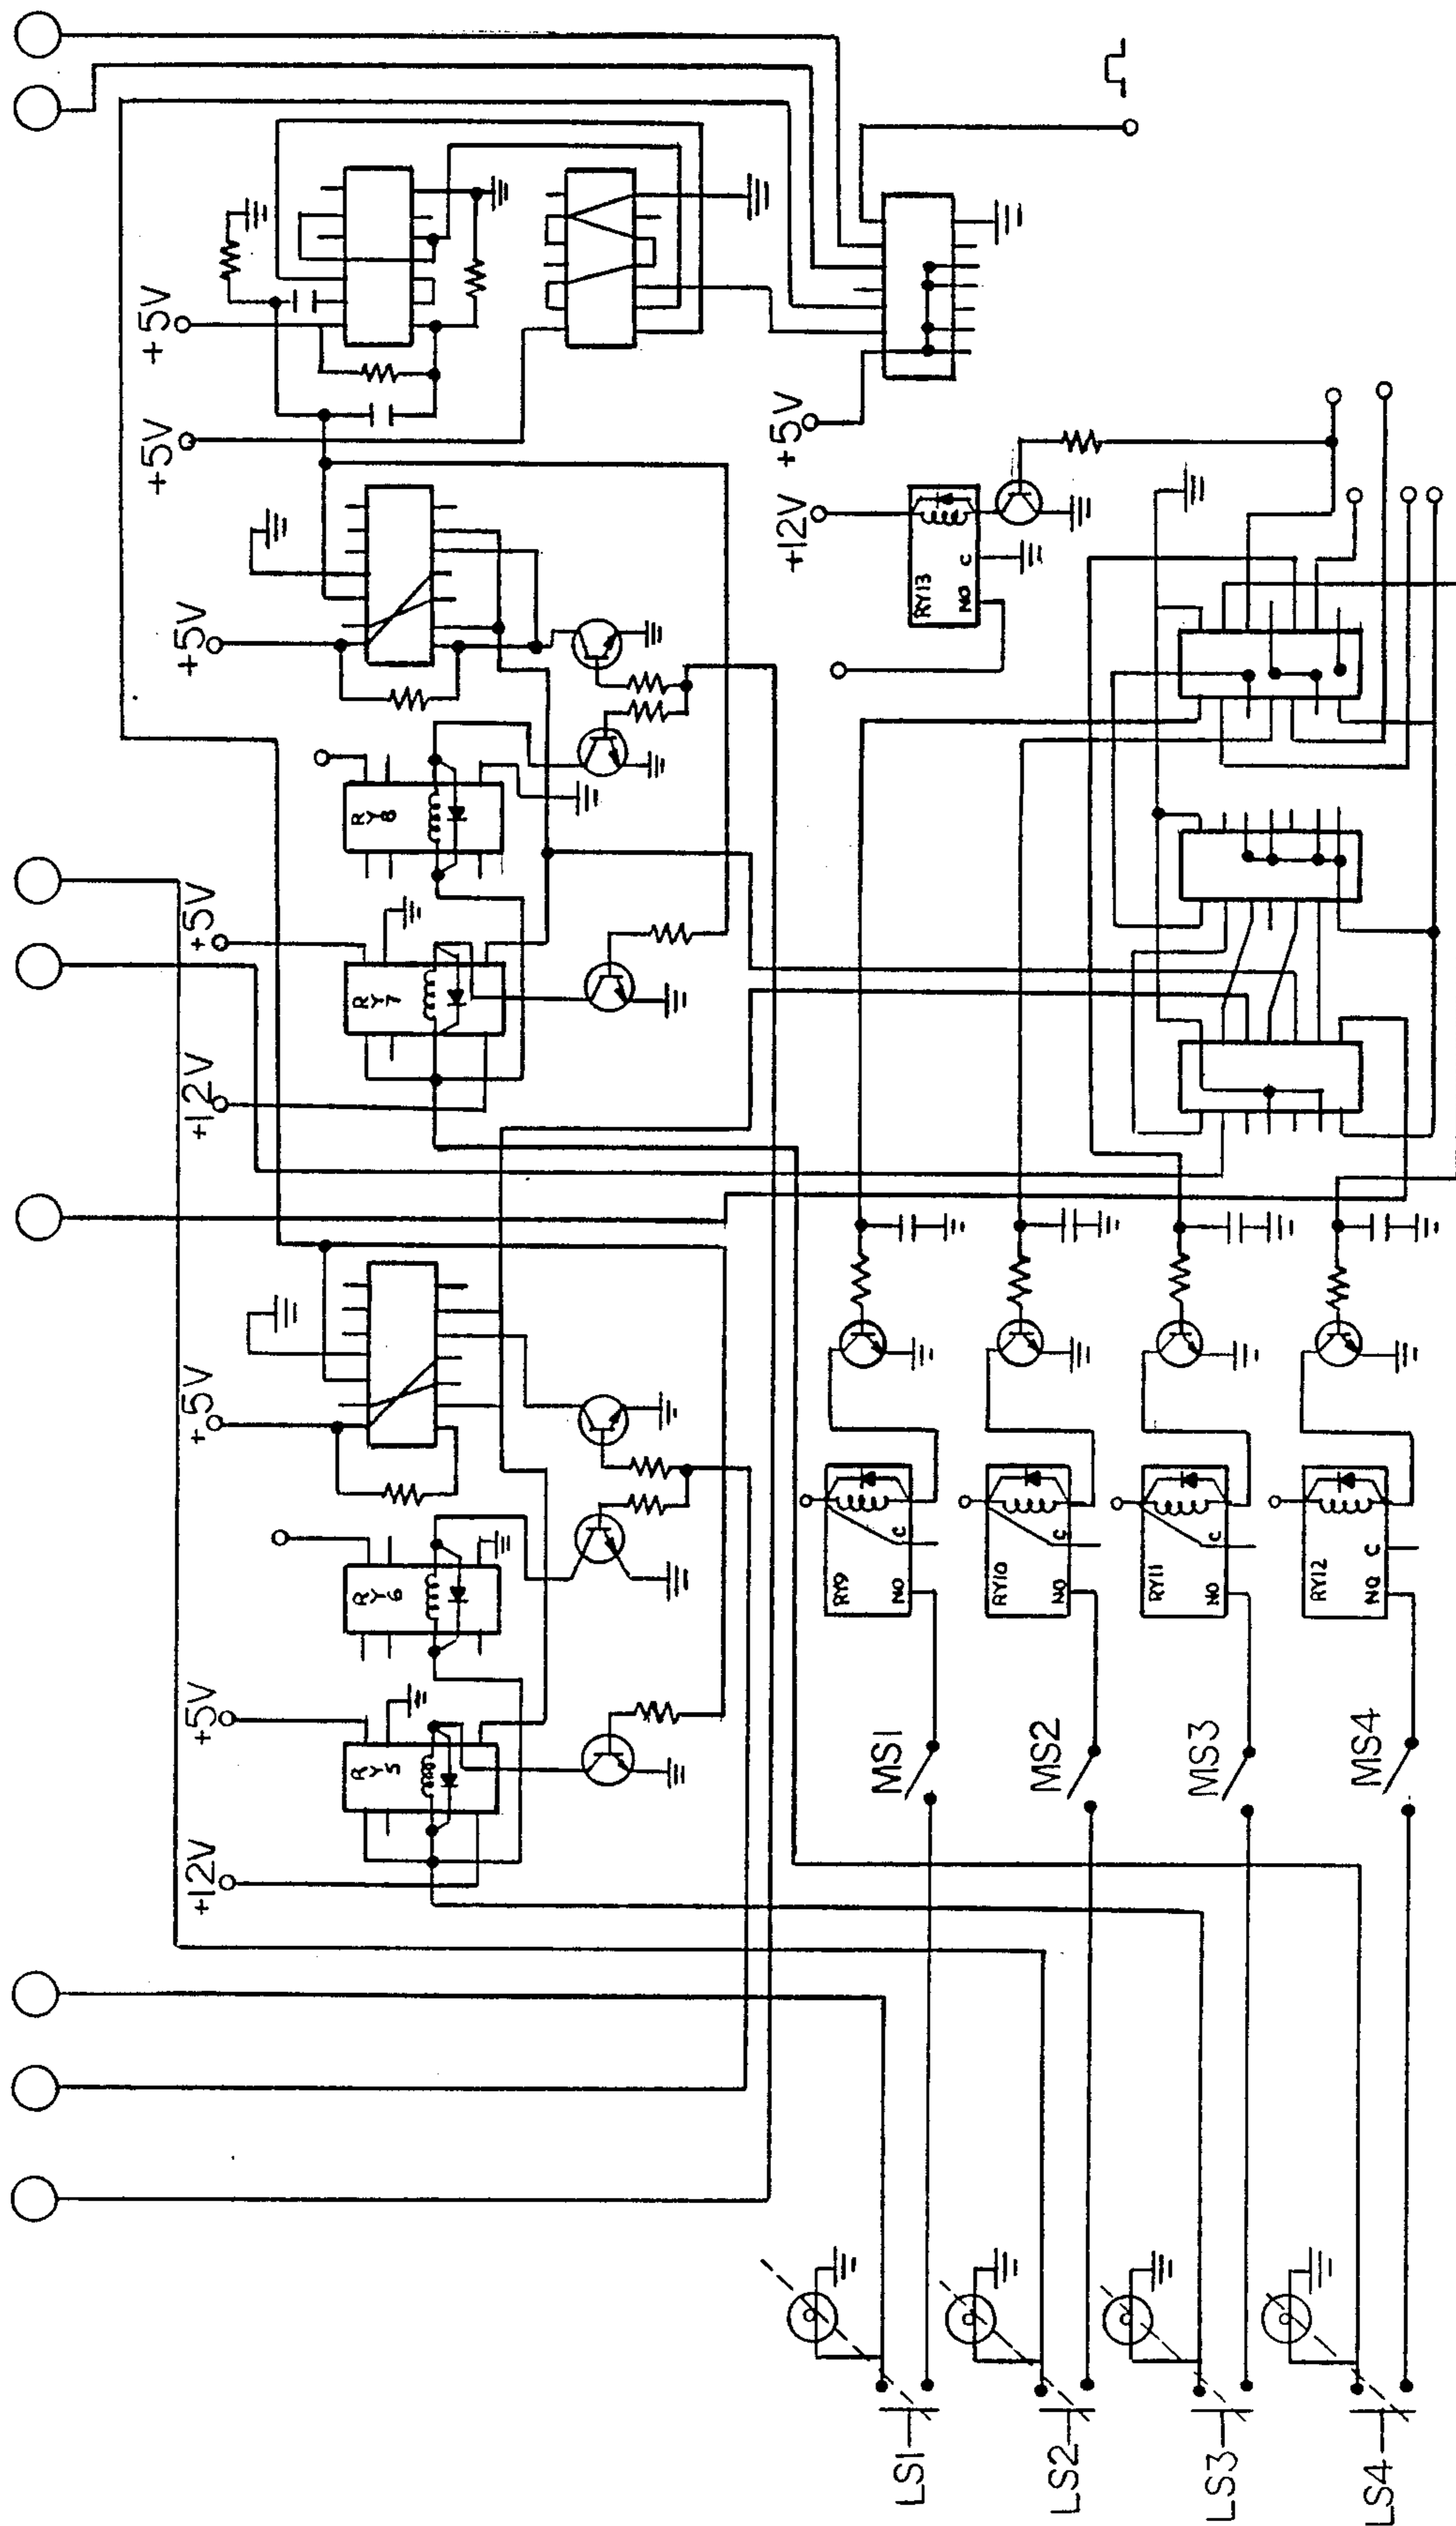 +5V
+5V
+5V
+5V
+12V
+5V
+5V
+12V
+5V
+12V
RY8
RY7
RY6
RY5
RY13
NO
C
RY9
NO
C
RY10
NO
C
RY11
NO
C
RY12
NO
C
MS1
MS2
MS3
MS4
LS1
LS2
LS3
LS4